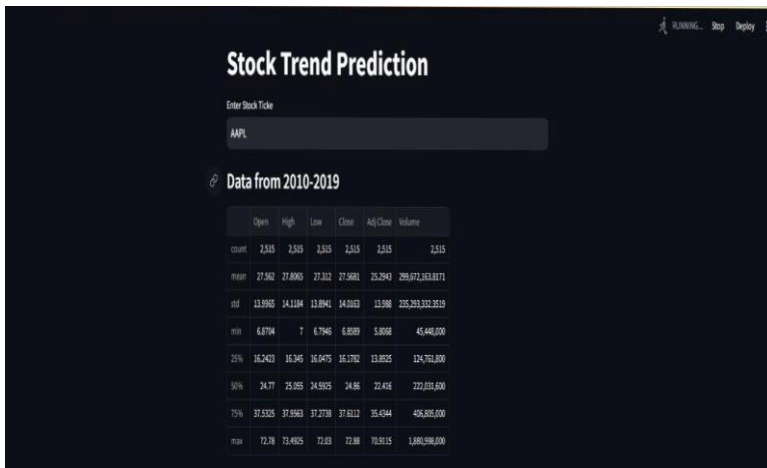 RUNNING... Stop Deploy
Stock Trend Prediction
Enter Stock Ticke
AAPL
Data from 2010-2019
Open High Low Close Adj Close Volume
count 2,515 2,515 2,515 2,515 2,515 2,515
mean 27.562 27.8065 27.312 27.5681 25.2943 299,672,163.8171
std 13.9965 14.1184 13.8941 14.0163 13.988 235,293,332.3519
min 6.8704 7 6.7946 6.8589 5.8068 45,448,000
25% 16.2423 16.345 16.0475 16.1782 13.8925 124,761,800
50% 24.77 25.055 24.5925 24.86 22.416 222,031,600
75% 37.5325 37.9563 37.2738 37.6112 35.4344 406,805,000
max 72.78 73.4925 72.03 72.88 70.9115 1,880,998,000